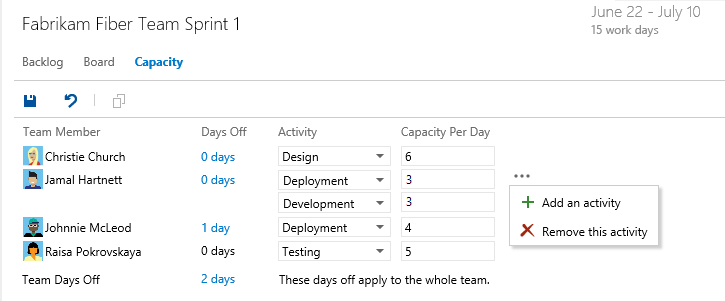 Fabrikam Fiber Team Sprint 1
June 22 - July 10
15 work days
Backlog Board Capacity
Team Member Days Off Activity Capacity Per Day
Christie Church 0 days Design 6
Jamal Hartnett 0 days Deployment 3
Development 3
Add an activity
Johnnie McLeod 1 day Deployment 4
Remove this activity
Raisa Pokrovskaya 0 days Testing 5
Team Days Off 2 days These days off apply to the whole team.